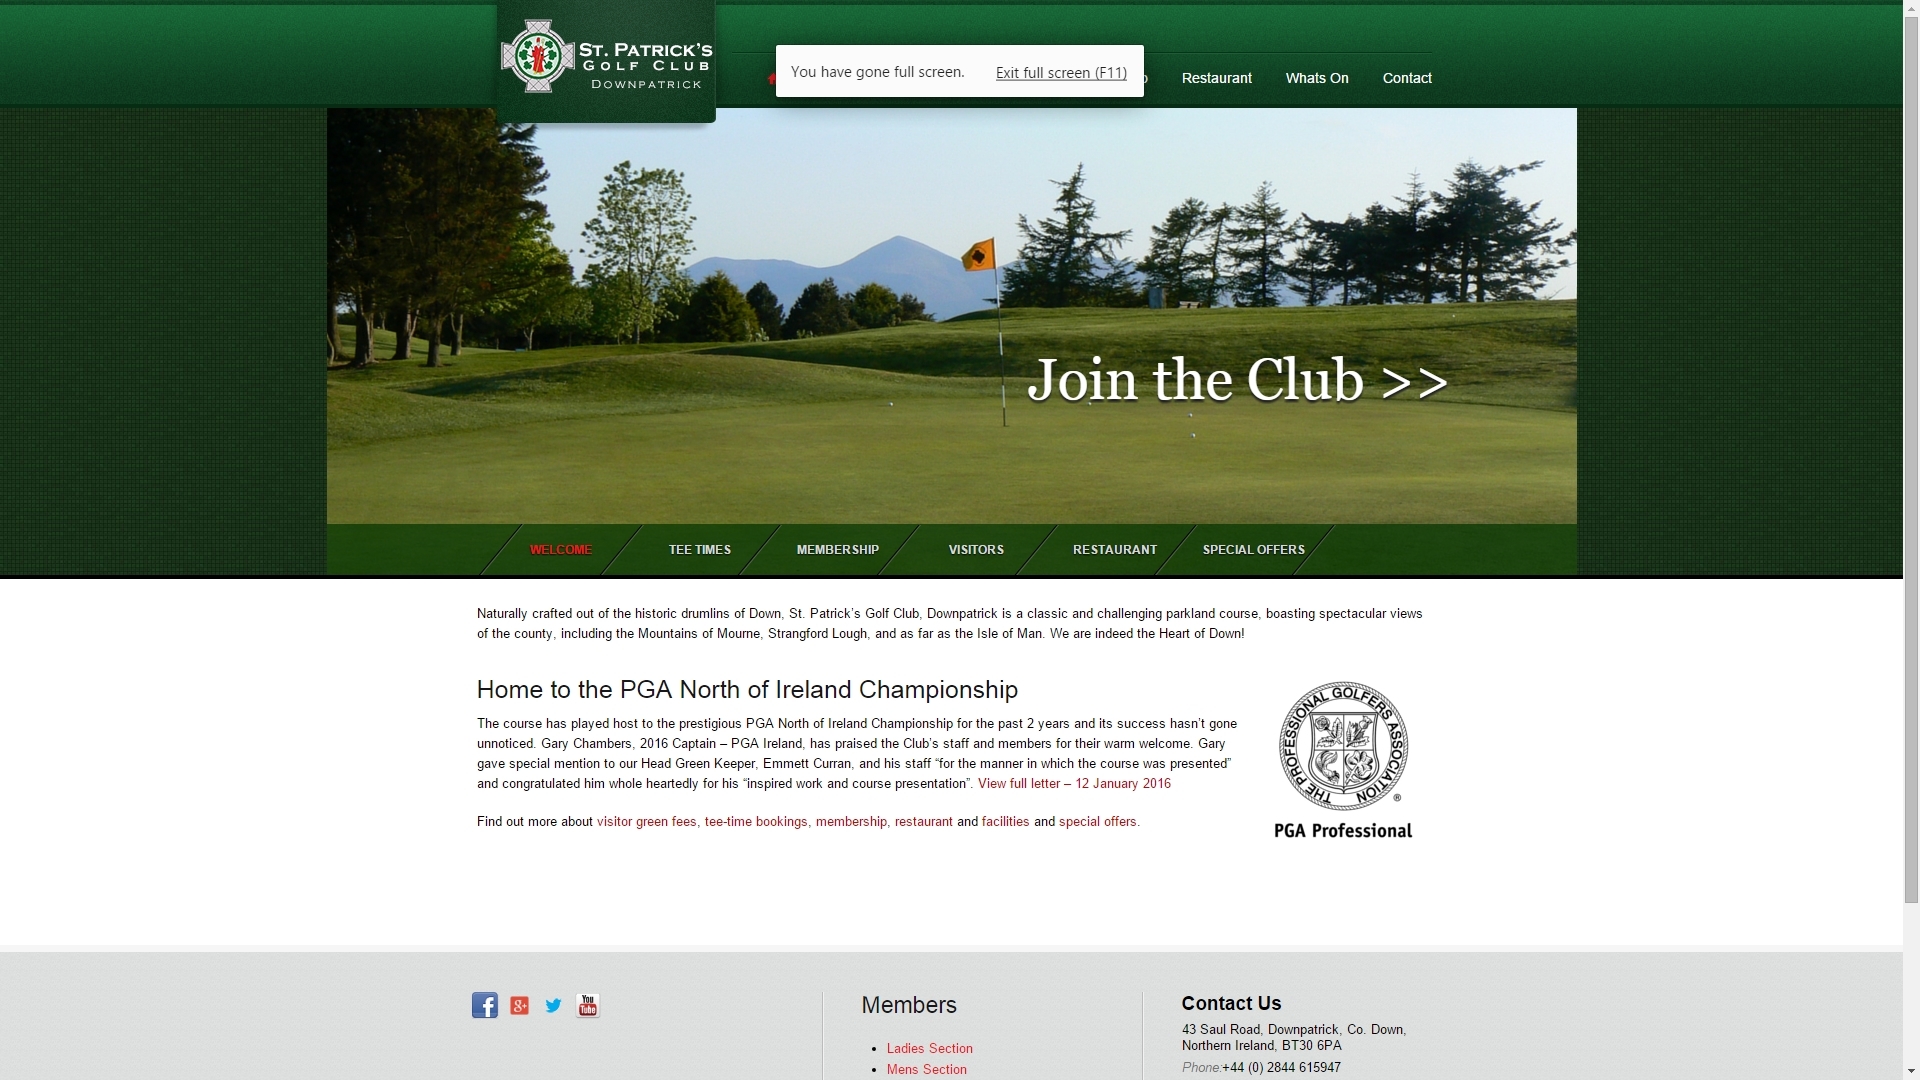 ST. PATRICK'S
GOLF CLUB
DOWNPATRICK
You have gone full screen. Exit full screen (F11)
Restaurant Whats On Contact
Join the Club >>
WELCOME TEE TIMES MEMBERSHIP VISITORS RESTAURANT SPECIAL OFFERS
Naturally crafted out of the historic drumlins of Down, St. Patrick’s Golf Club, Downpatrick is a classic and challenging parkland course, boasting spectacular views
of the county, including the Mountains of Mourne, Strangford Lough, and as far as the Isle of Man. We are indeed the Heart of Down!
Home to the PGA North of Ireland Championship
The course has played host to the prestigious PGA North of Ireland Championship for the past 2 years and its success hasn’t gone
unnoticed. Gary Chambers, 2016 Captain – PGA Ireland, has praised the Club’s staff and members for their warm welcome. Gary
gave special mention to our Head Green Keeper, Emmett Curran, and his staff “for the manner in which the course was presented”
and congratulated him whole heartedly for his “inspired work and course presentation”. View full letter – 12 January 2016
Find out more about visitor green fees, tee-time bookings, membership, restaurant and facilities and special offers.
THE PROFESSIONAL GOLFERS ASSOCIATION
®
PGA Professional
f g+ You Tube
Members
Ladies Section
Mens Section
Contact Us
43 Saul Road, Downpatrick, Co. Down,
Northern Ireland, BT30 6PA
Phone:+44 (0) 2844 615947